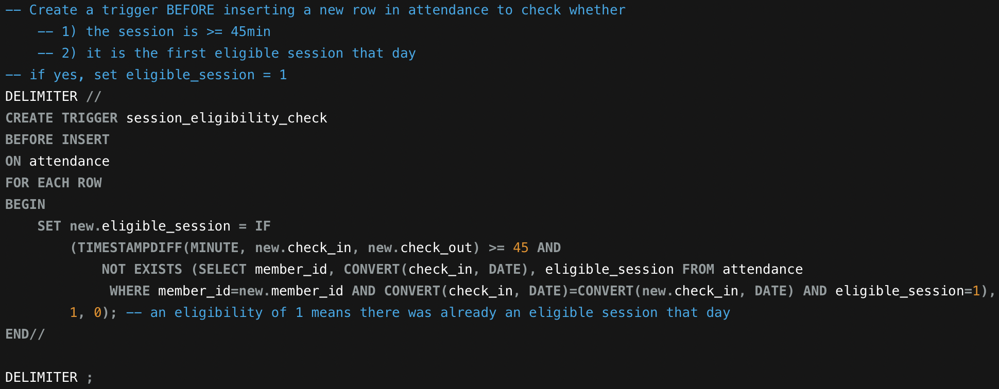 -- Create a trigger BEFORE inserting a new row in attendance to check whether
    -- 1) the session is >= 45min
    -- 2) it is the first eligible session that day
-- if yes, set eligible_session = 1
DELIMITER //
CREATE TRIGGER session_eligibility_check
BEFORE INSERT
ON attendance
FOR EACH ROW
BEGIN
    SET new.eligible_session = IF
        (TIMESTAMPDIFF(MINUTE, new.check_in, new.check_out) >= 45 AND
            NOT EXISTS (SELECT member_id, CONVERT(check_in, DATE), eligible_session FROM attendance
             WHERE member_id=new.member_id AND CONVERT(check_in, DATE)=CONVERT(new.check_in, DATE) AND eligible_session=1),
        1, 0); -- an eligibility of 1 means there was already an eligible session that day
END//

DELIMITER ;